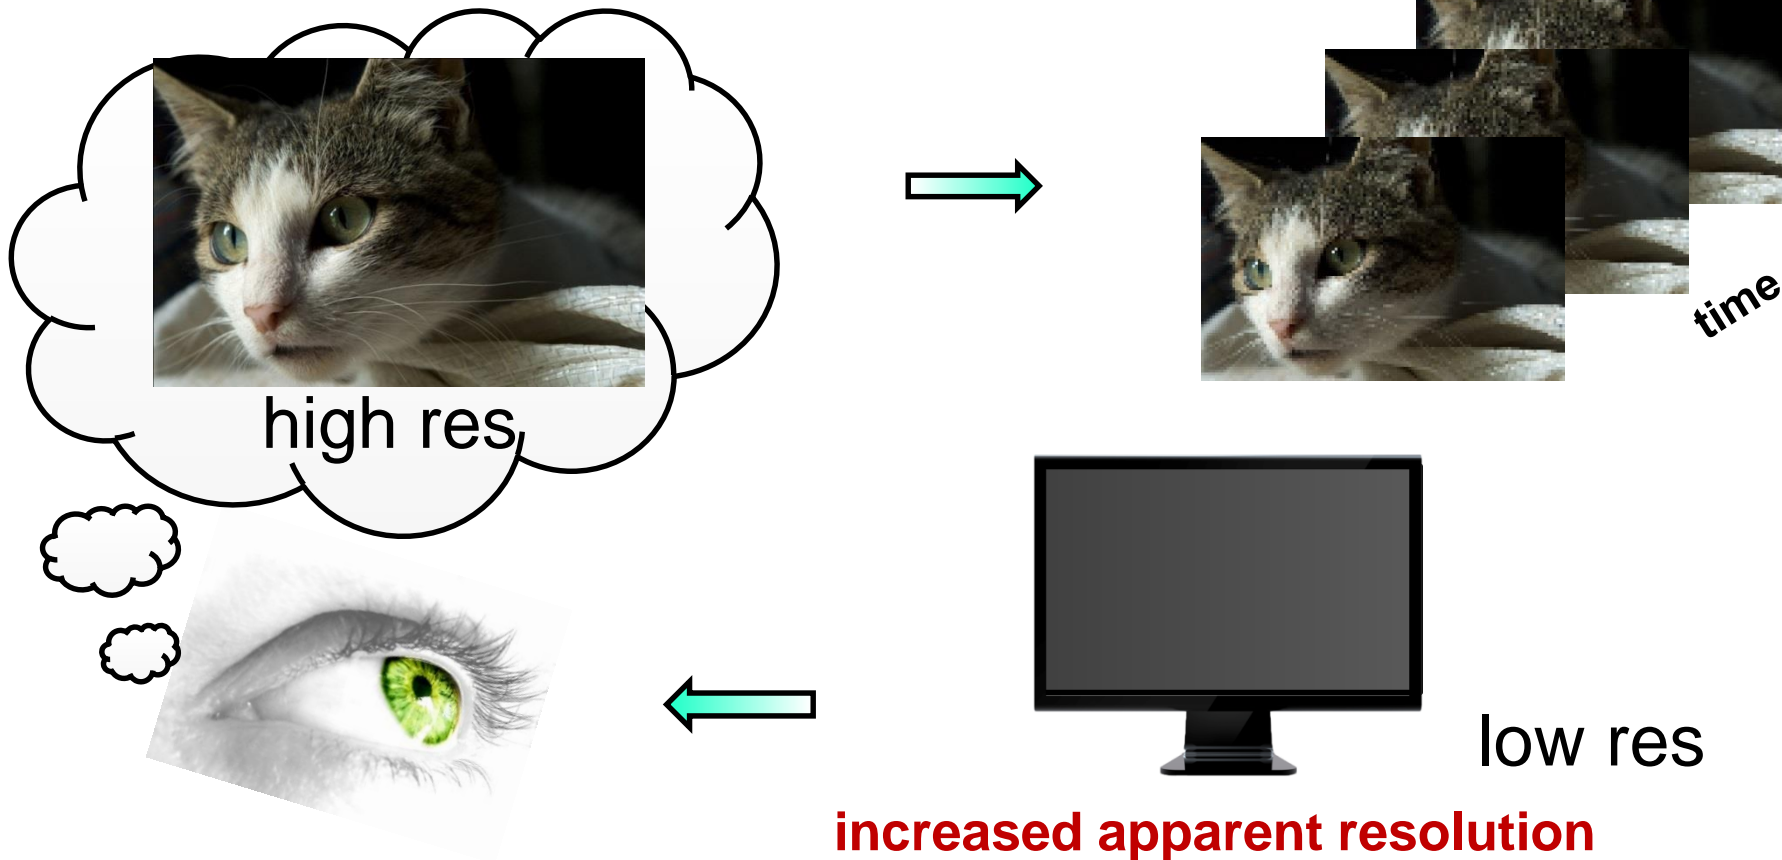 high res
time
low res
increased apparent resolution